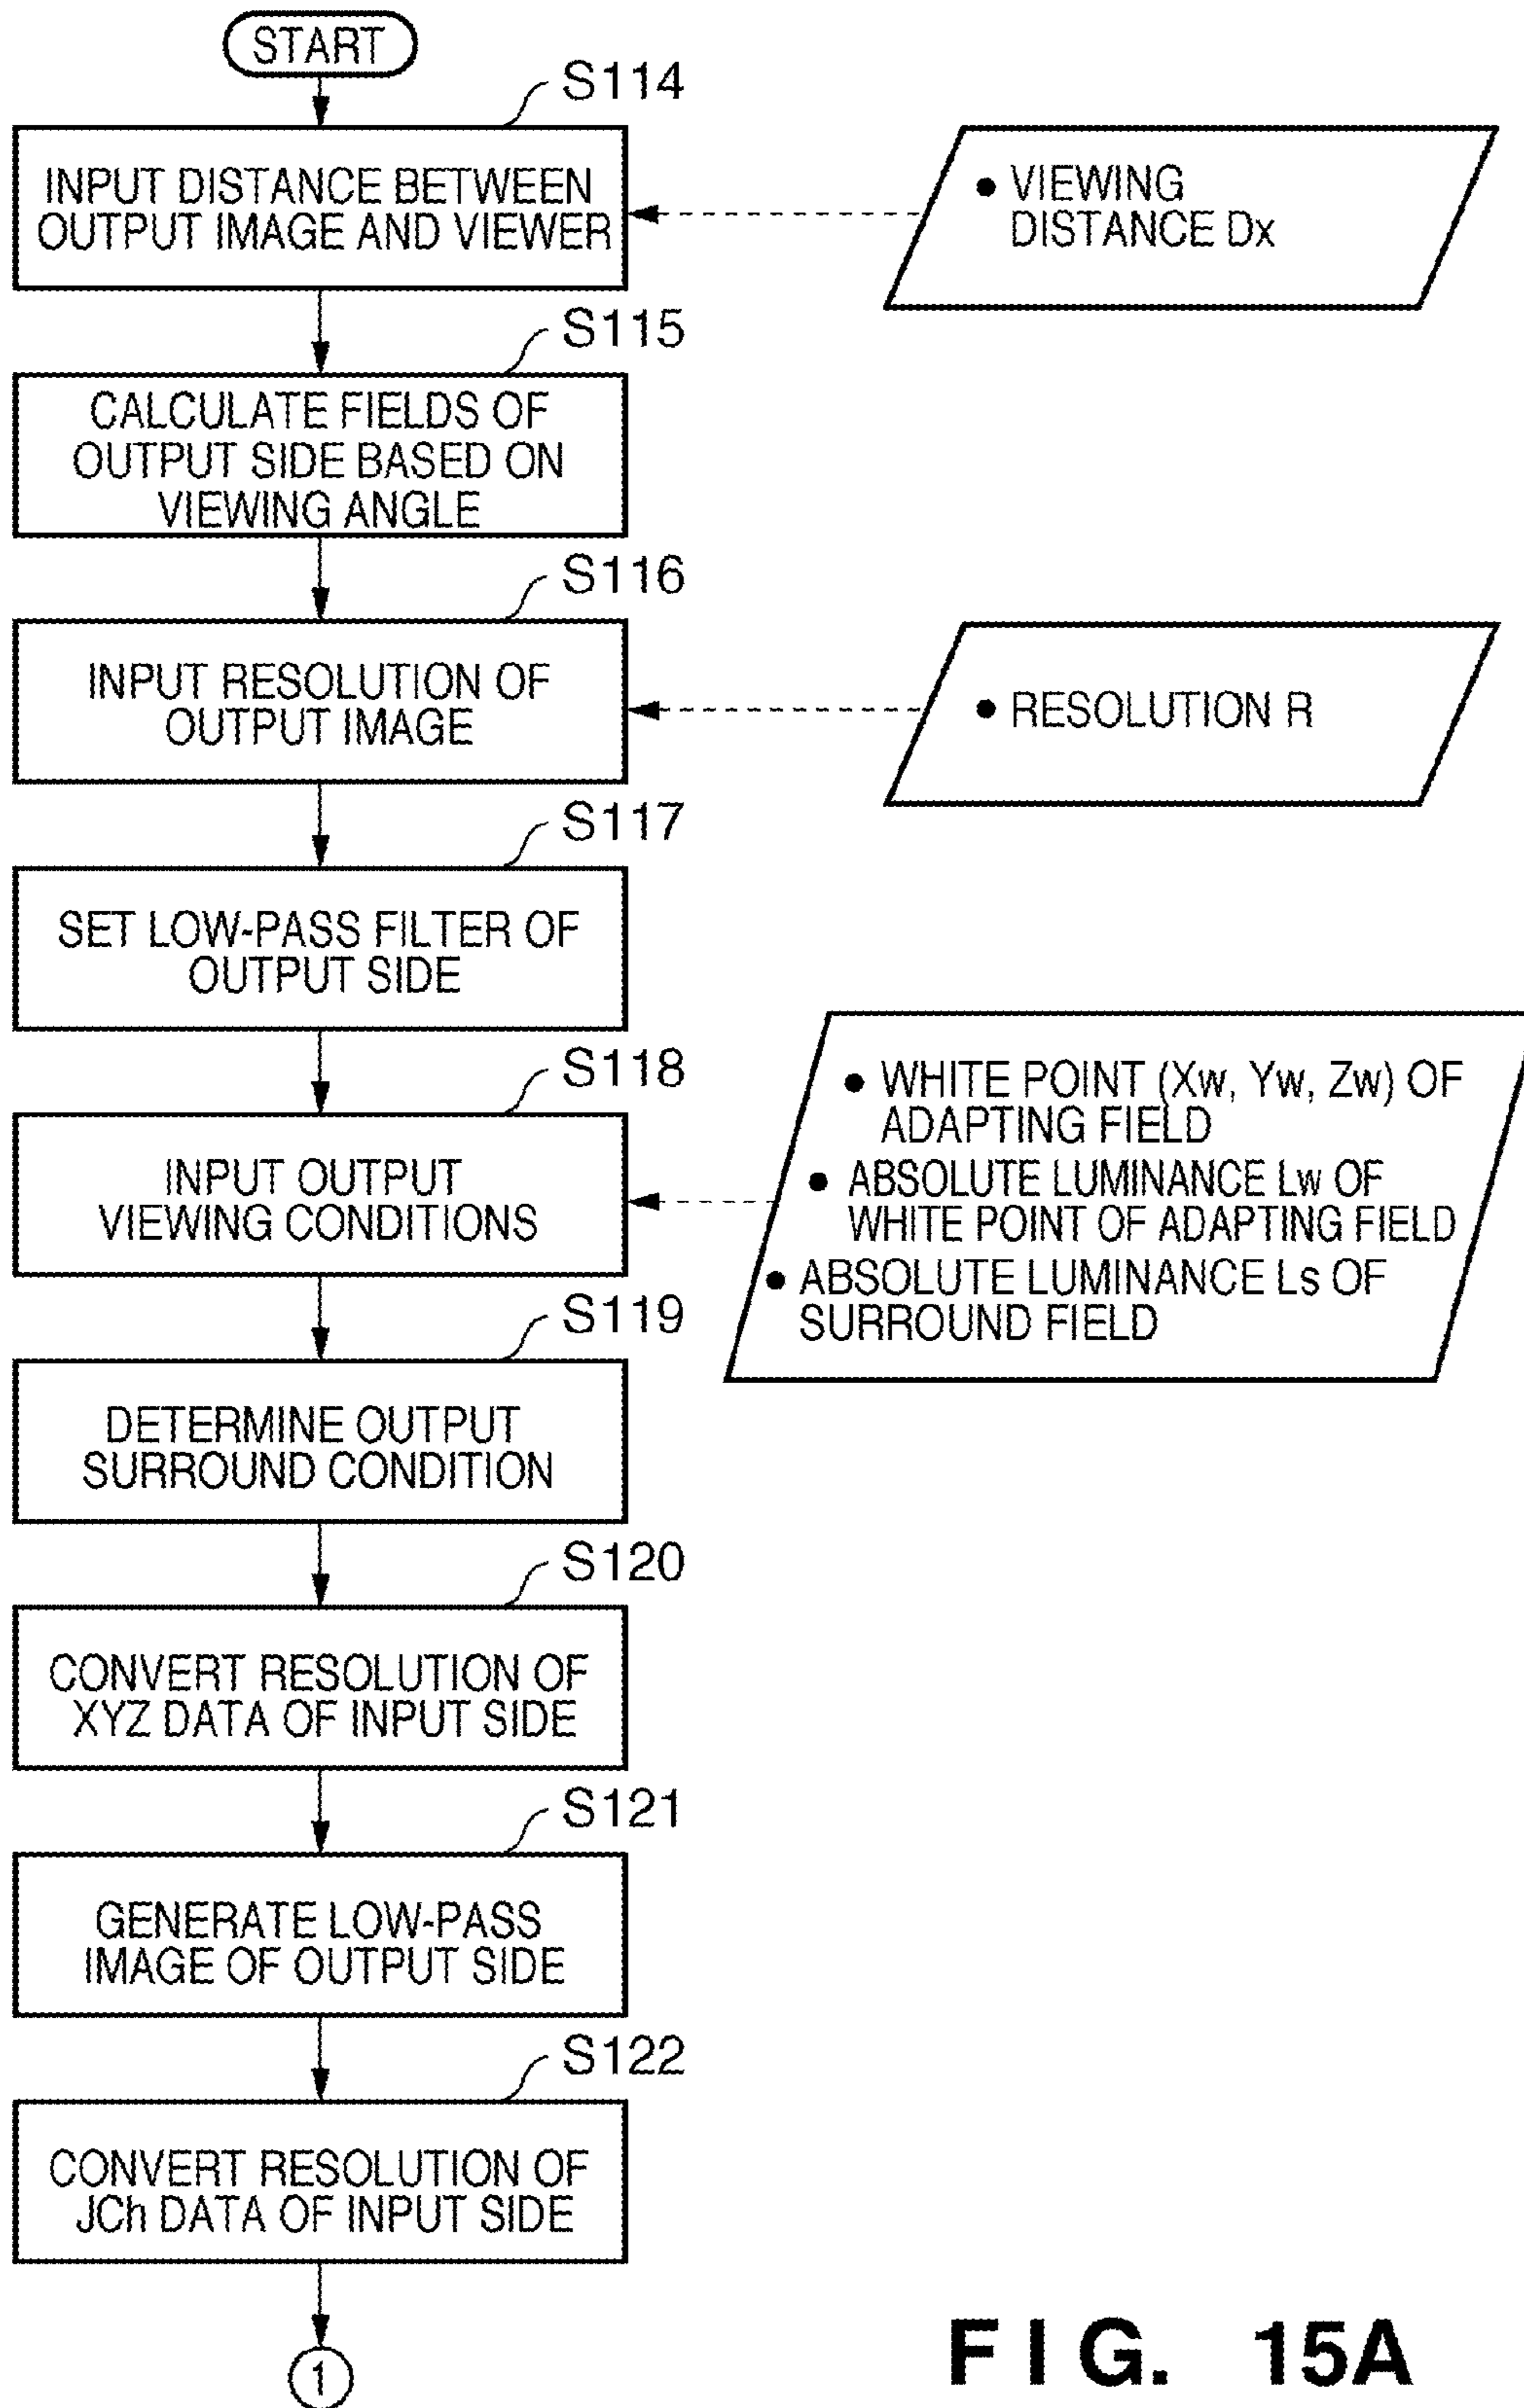 START
S114
INPUT DISTANCE BETWEEN
OUTPUT IMAGE AND VIEWER
• VIEWING
DISTANCE Dx
S115
CALCULATE FIELDS OF
OUTPUT SIDE BASED ON
VIEWING ANGLE
S116
INPUT RESOLUTION OF
OUTPUT IMAGE
• RESOLUTION R
S117
SET LOW-PASS FILTER OF
OUTPUT SIDE
S118
INPUT OUTPUT
VIEWING CONDITIONS
• WHITE POINT (Xw, Yw, Zw) OF
ADAPTING FIELD
• ABSOLUTE LUMINANCE Lw OF
WHITE POINT OF ADAPTING FIELD
• ABSOLUTE LUMINANCE Ls OF
SURROUND FIELD
S119
DETERMINE OUTPUT
SURROUND CONDITION
S120
CONVERT RESOLUTION OF
XYZ DATA OF INPUT SIDE
S121
GENERATE LOW-PASS
IMAGE OF OUTPUT SIDE
S122
CONVERT RESOLUTION OF
JCh DATA OF INPUT SIDE
1
FIG. 15A